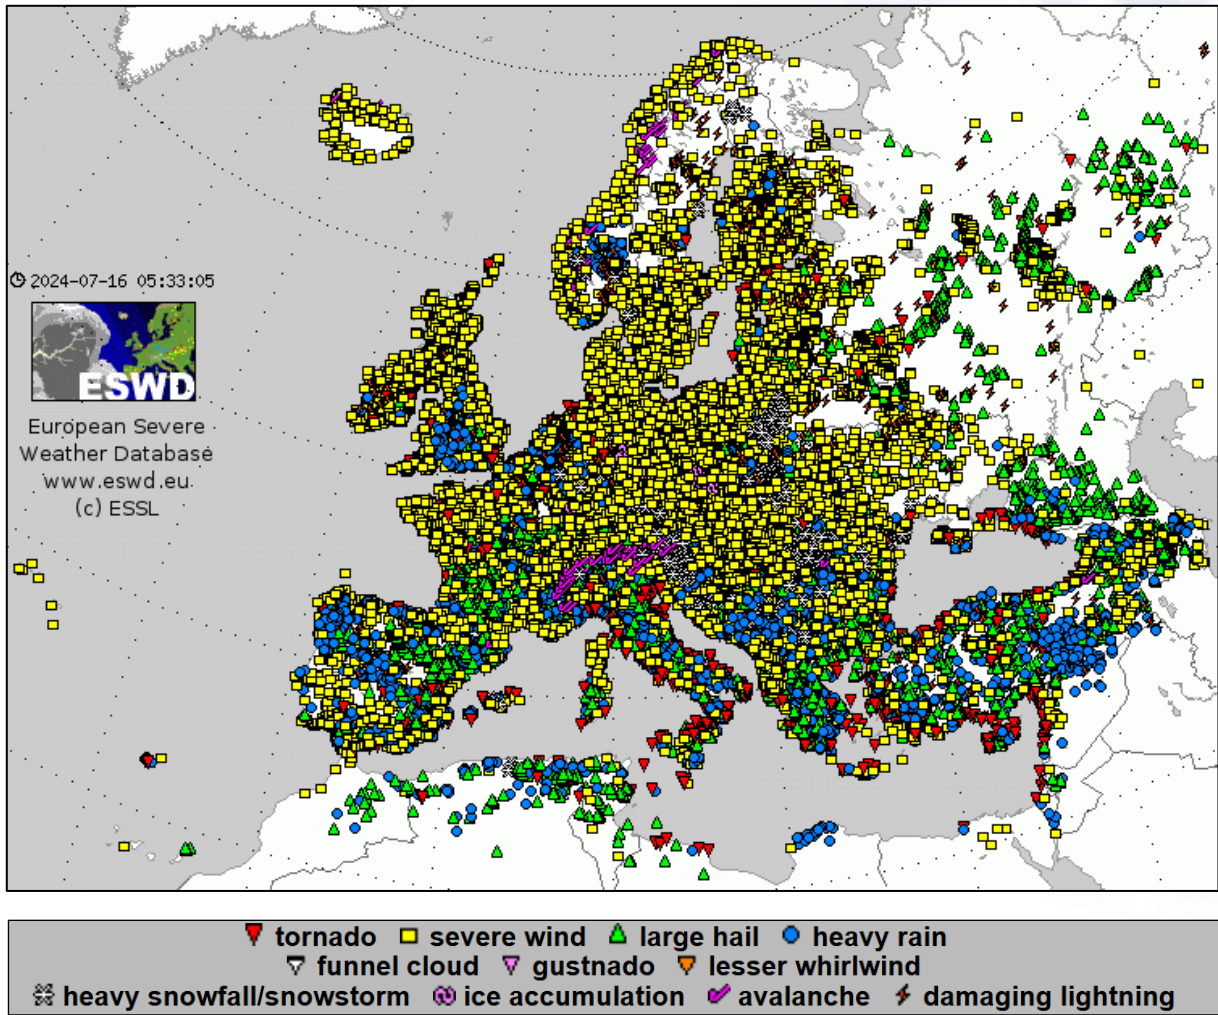 2024-07-16 05:33:05
ESWD
European Severe
Weather Database
www.eswd.eu
(c) ESSL
tornado severe wind large hail heavy rain
funnel cloud gustnado lesser whirlwind
heavy snowfall/snowstorm ice accumulation avalanche damaging lightning